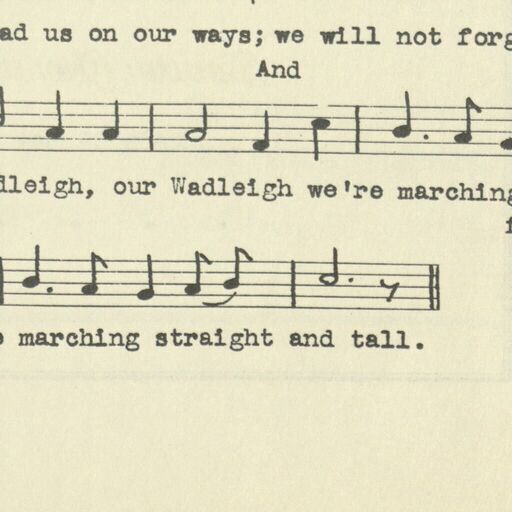 ad us on our ways; we will not forg
And
dleigh, our Wadleigh we're marching
marching straight and tall.